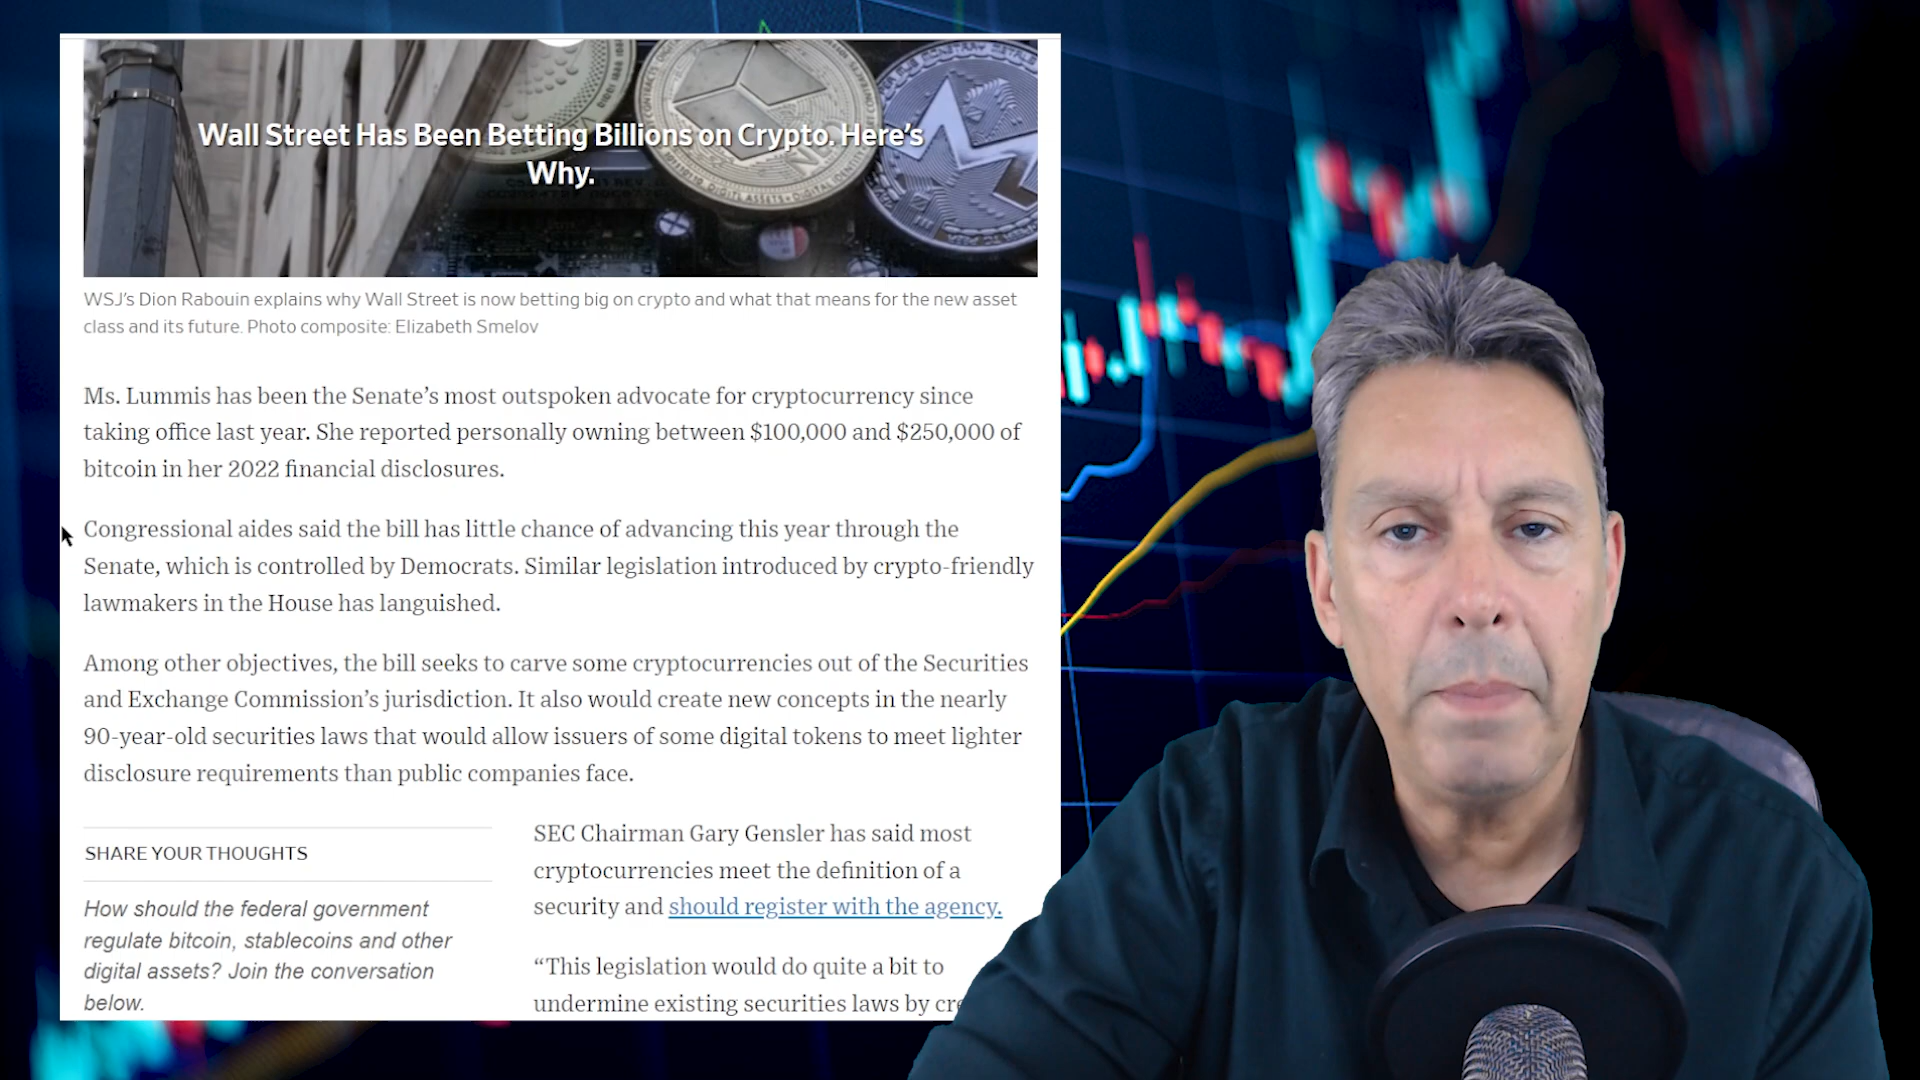 Wall Street Has Been Betting Billions on Crypto. Here's
Why.
WSJ's Dion Rabouin explains why Wall Street is now betting big on crypto and what that means for the new asset
class and its future. Photo composite: Elizabeth Smelov
Ms. Lummis has been the Senate's most outspoken advocate for cryptocurrency since
taking office last year. She reported personally owning between $100,000 and $250,000 of
bitcoin in her 2022 financial disclosures.
Congressional aides said the bill has little chance of advancing this year through the
Senate, which is controlled by Democrats. Similar legislation introduced by crypto-friendly
lawmakers in the House has languished.
Among other objectives, the bill seeks to carve some cryptocurrencies out of the Securities
and Exchange Commission's jurisdiction. It also would create new concepts in the nearly
90-year-old securities laws that would allow issuers of some digital tokens to meet lighter
disclosure requirements than public companies face.
SHARE YOUR THOUGHTS
How should the federal government
regulate bitcoin, stablecoins and other
digital assets? Join the conversation
below.
SEC Chairman Gary Gensler has said most
cryptocurrencies meet the definition of a
security and should register with the agency.
“This legislation would do quite a bit to
undermine existing securities laws by